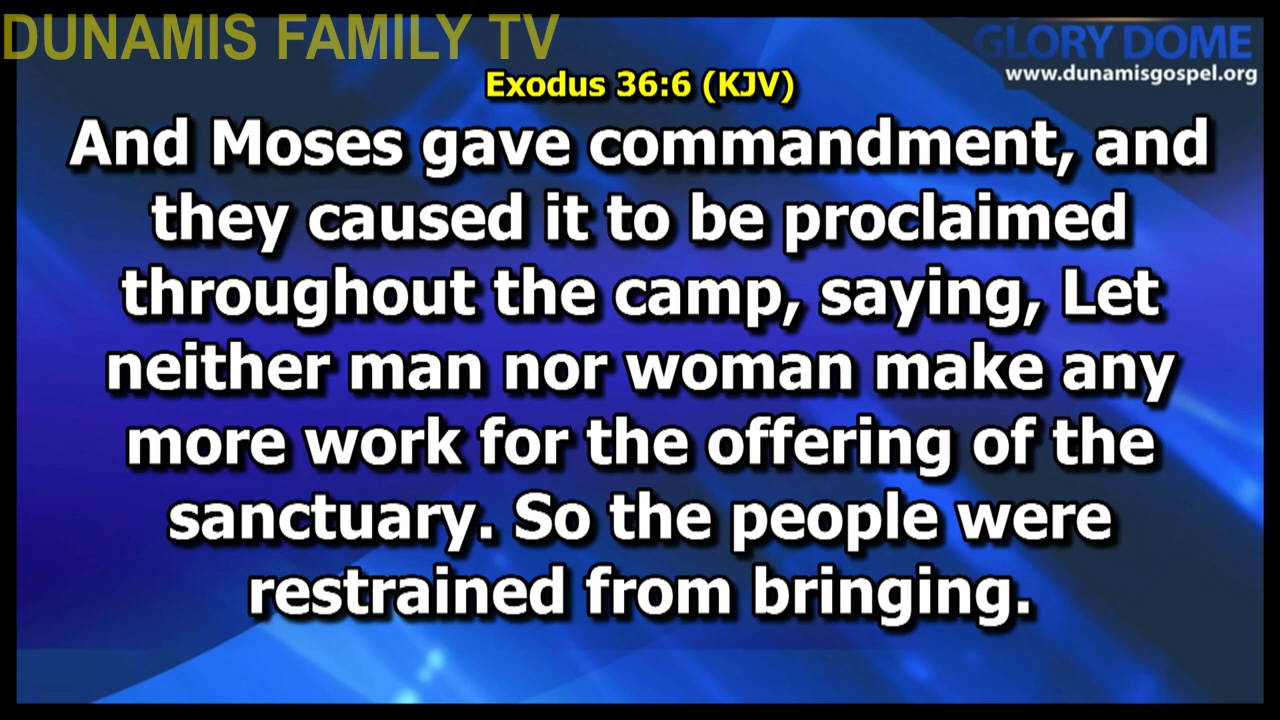 DUNAMIS FAMILY TV
GLORY DOME
www.dunamisgospel.org
Exodus 36:6 (KJV)
And Moses gave commandment, and
they caused it to be proclaimed
throughout the camp, saying, Let
neither man nor woman make any
more work for the offering of the
sanctuary. So the people were
restrained from bringing.